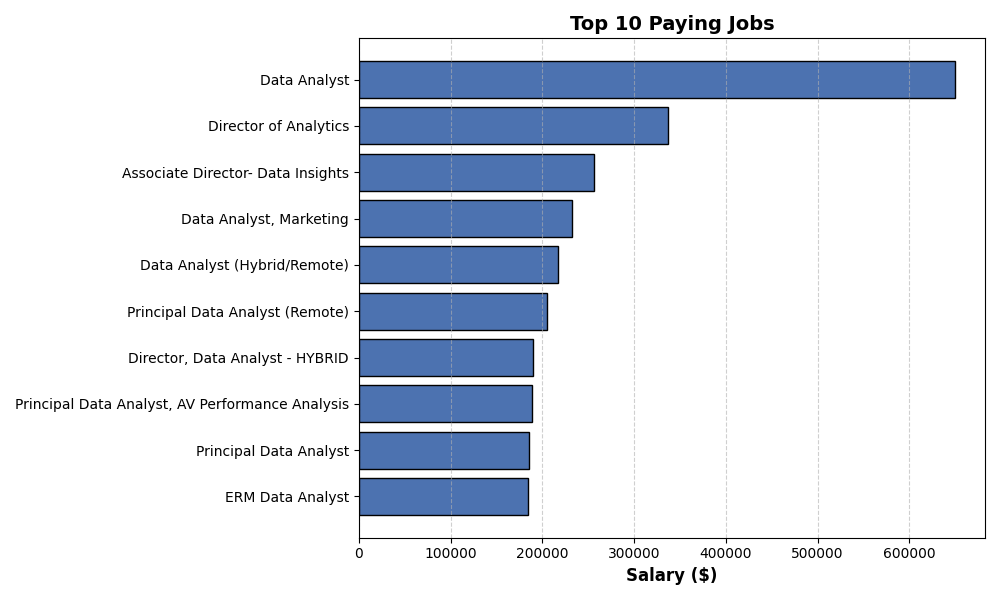 Top 10 Paying Jobs
Data Analyst
Director of Analytics
Associate Director- Data Insights
Data Analyst, Marketing
Data Analyst (Hybrid/Remote)
Principal Data Analyst (Remote)
Director, Data Analyst - HYBRID
Principal Data Analyst, AV Performance Analysis
Principal Data Analyst
ERM Data Analyst
0 100000 200000 300000 400000 500000 600000
Salary ($)